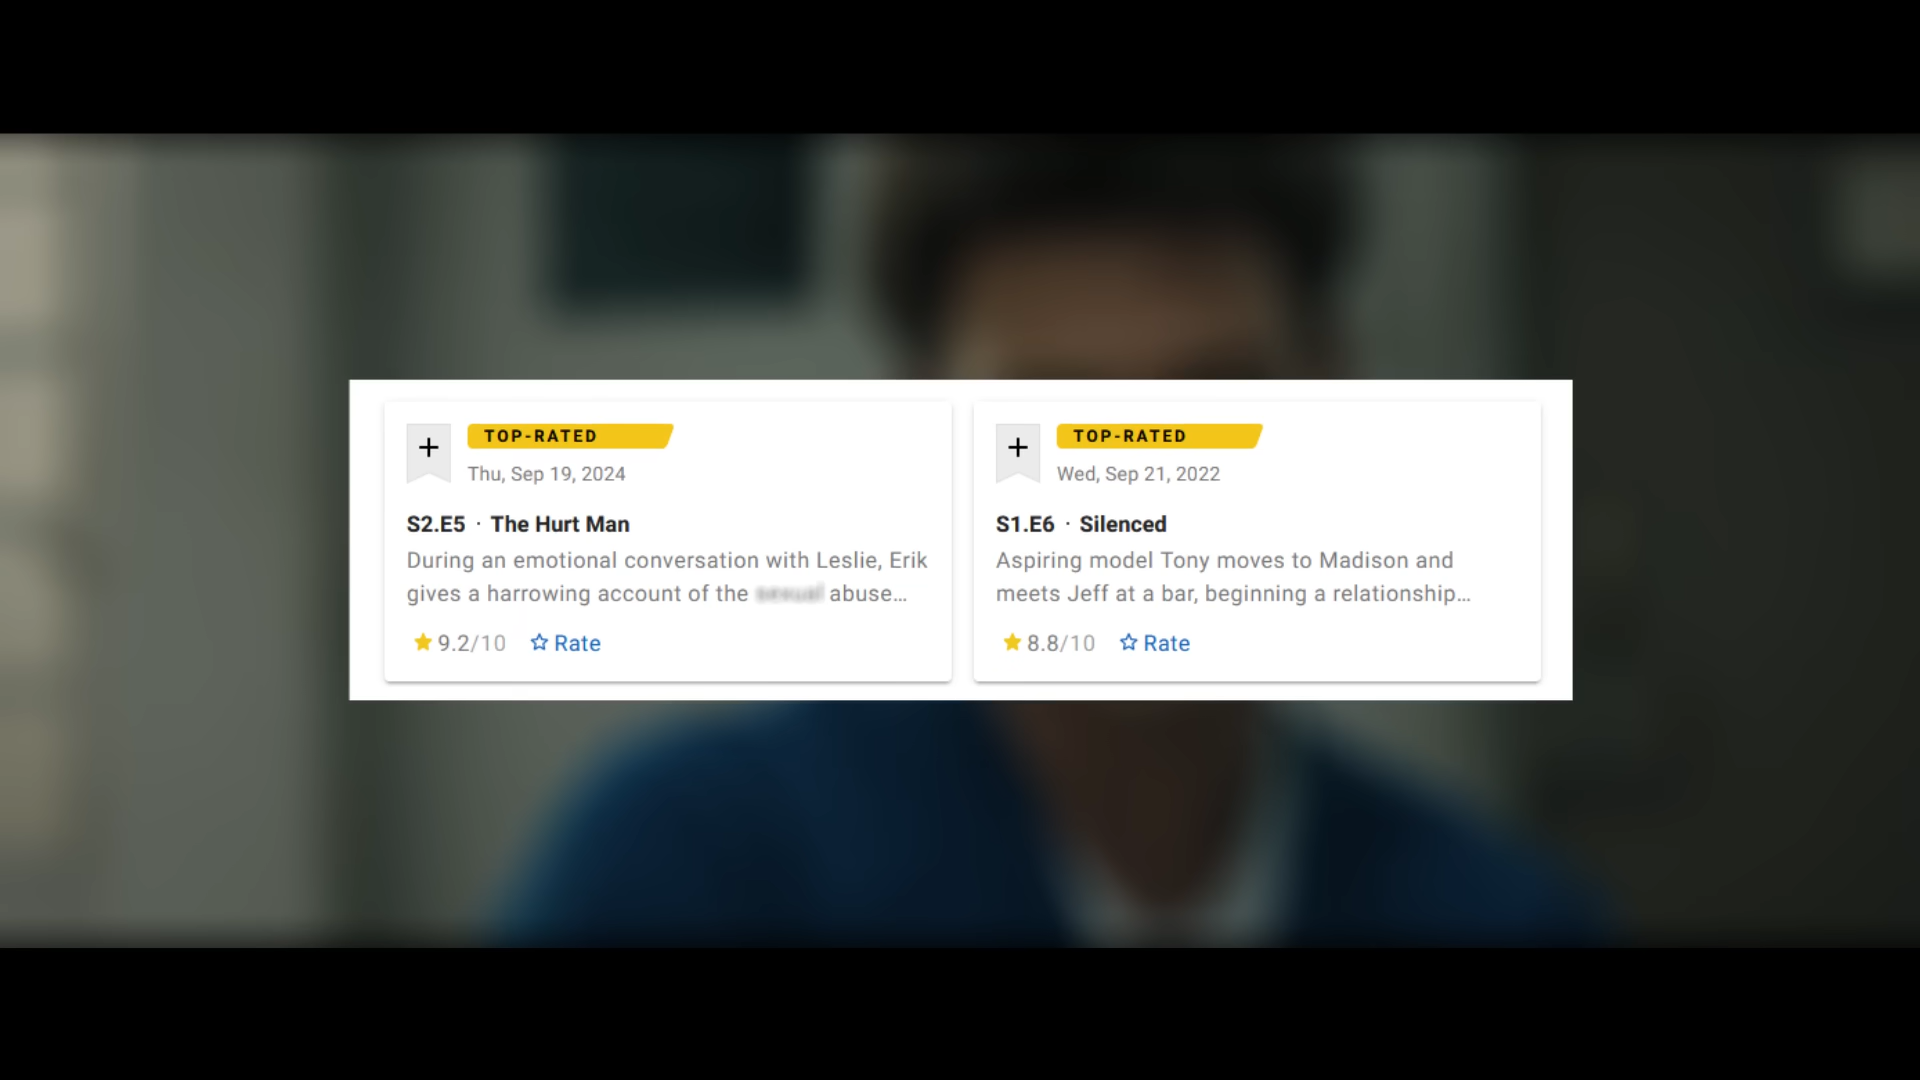 TOP-RATED
Thu, Sep 19, 2024
S2.E5 · The Hurt Man
During an emotional conversation with Leslie, Erik
gives a harrowing account of the abuse...
9.2/10 Rate
TOP-RATED
Wed, Sep 21, 2022
S1.E6 · Silenced
Aspiring model Tony moves to Madison and
meets Jeff at a bar, beginning a relationship...
8.8/10 Rate